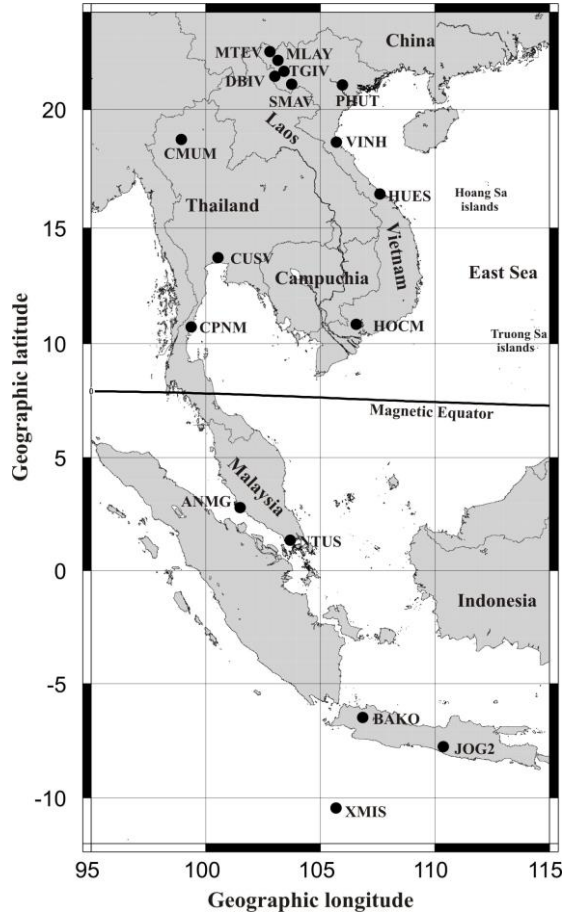 China
MTEV
MLAY
TGIV
DBIV
SMAV
PHUT
20
Laos
VINH
CMUM
HUES
Hoang Sa
islands
Thailand
15
Vietnam
CUSV
East Sea
Campuchia
CPNM
HOCM
10
Truong Sa
islands
Geographic latitude
0
Magnetic Equator
5
Malaysia
ANMG
NTUS
0
Indonesia
-5
BAKO
JOG2
-10
XMIS
95 100 105 110 115
Geographic longitude